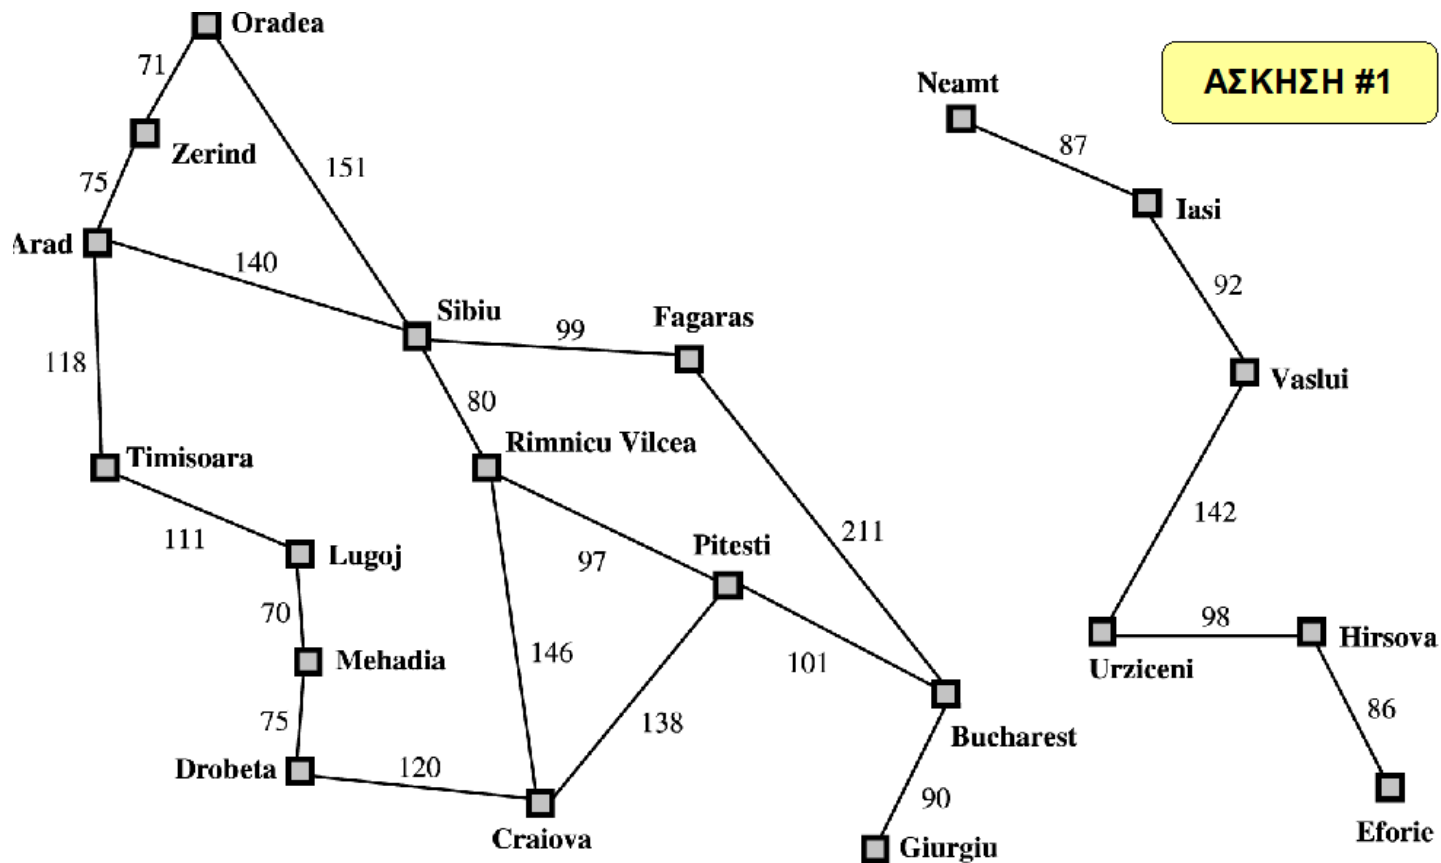 Oradea
ΑΣΚΗΣΗ #1
71
Neamt
87
Zerind
151
75
Iasi
Arad
140
92
Sibiu
Fagaras
99
118
Vaslui
80
Rimnicu Vilcea
Timisoara
142
211
111
Pitesti
97
Lugoj
70
98
Hirsova
146
Mehadia
101
Urziceni
75
138
86
Bucharest
Drobeta
120
90
Eforie
Craiova
Giurgiu